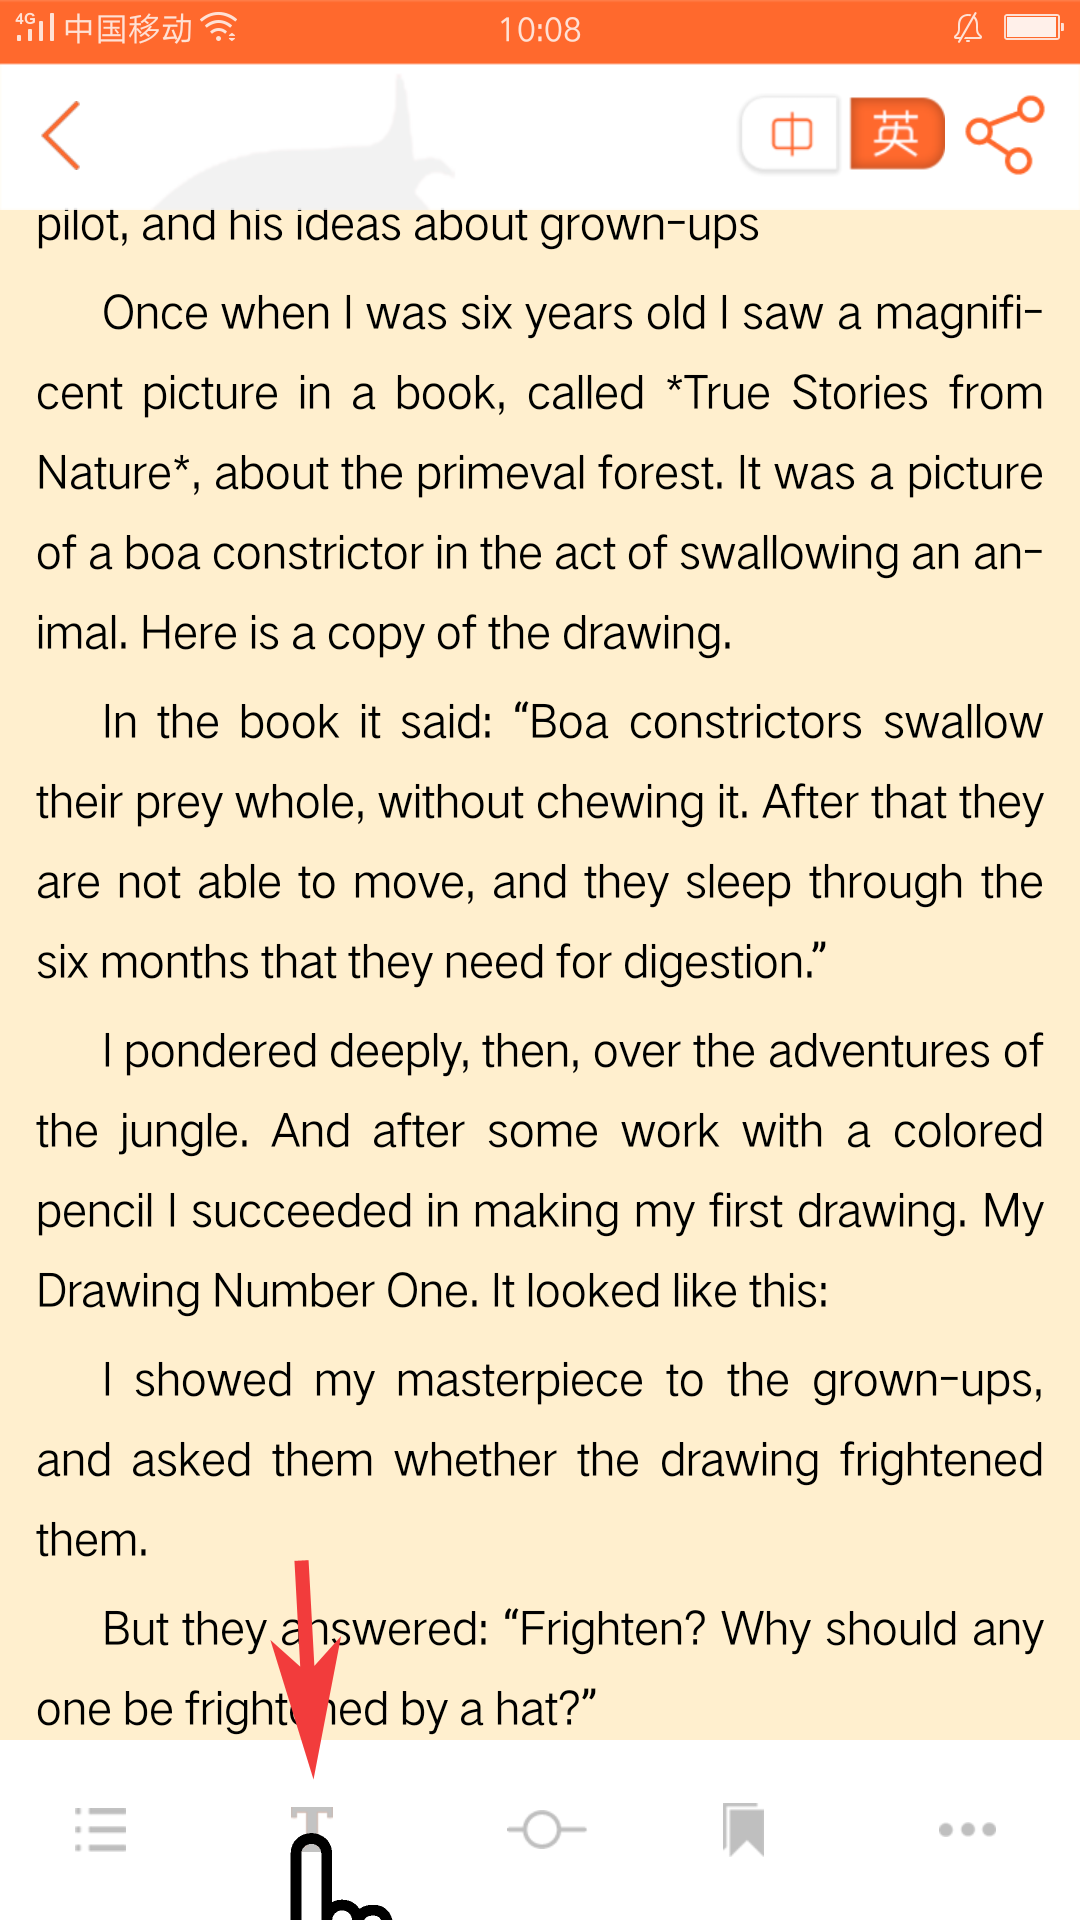 4G 中国移动 10:08
中 英
pilot, and his ideas about grown-ups
Once when I was six years old I saw a magnifi-
cent picture in a book, called *True Stories from
Nature*, about the primeval forest. It was a picture
of a boa constrictor in the act of swallowing an an-
imal. Here is a copy of the drawing.
In the book it said: “Boa constrictors swallow
their prey whole, without chewing it. After that they
are not able to move, and they sleep through the
six months that they need for digestion.”
I pondered deeply, then, over the adventures of
the jungle. And after some work with a colored
pencil I succeeded in making my first drawing. My
Drawing Number One. It looked like this:
I showed my masterpiece to the grown-ups,
and asked them whether the drawing frightened
them.
But they answered: “Frighten? Why should any
one be frightened by a hat?”
T